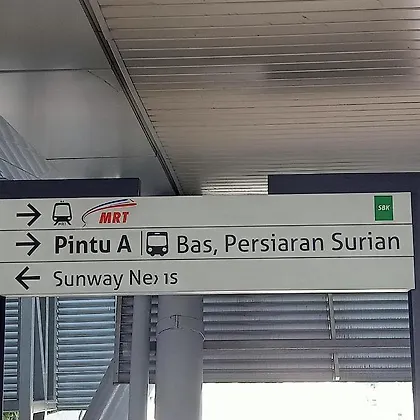 MRT SBK
Pintu A Bas, Persiaran Surian
Sunway